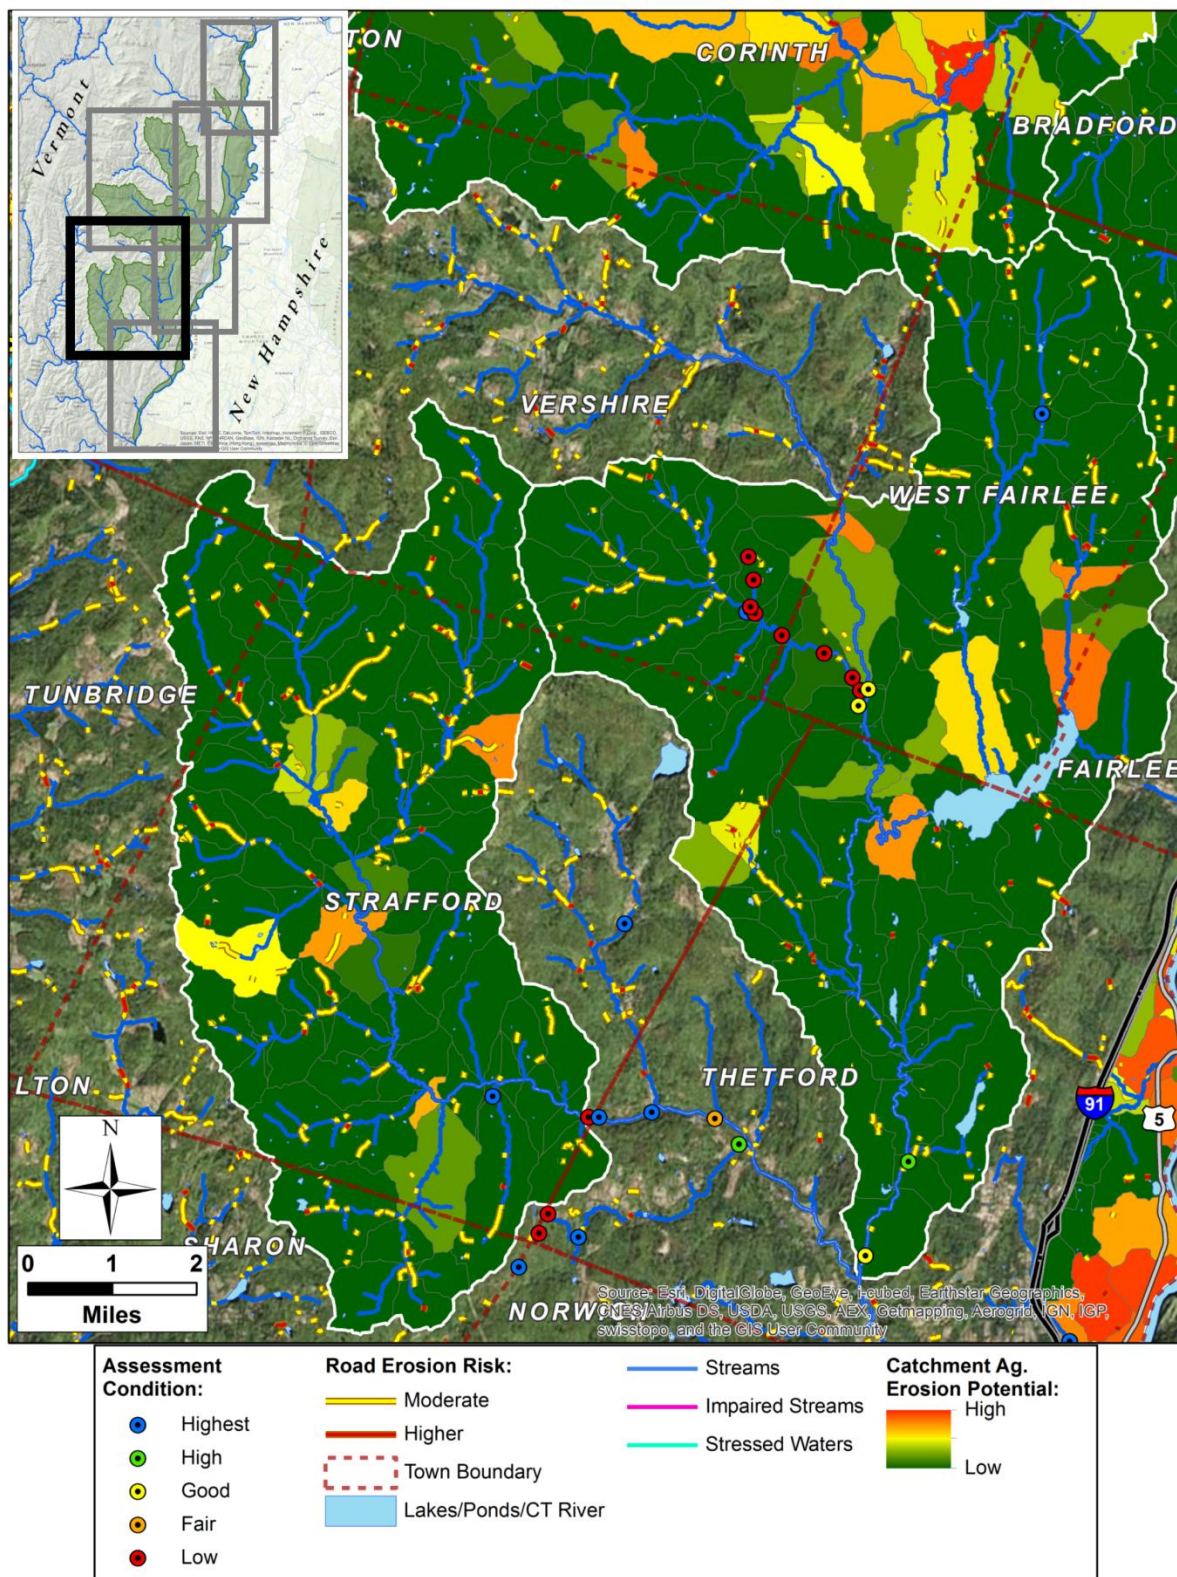 Vermont
New Hampshire
TON
CORINTH
BRADFORD
VERSHIRE
WEST FAIRLEE
TUNBRIDGE
FAIRLEE
STRAFFORD
THETFORD
LTON
91
5
N
SHARON
NORWICH
0 1 2
Miles
Source: Esri, DigitalGlobe, GeoEye, i-cubed, Earthstar Geographics,
CNES/Airbus DS, USDA, USGS, AEX, Getmapping, Aerogrid, IGN, IGP,
swisstopo, and the GIS User Community
Assessment
Condition:
Highest
High
Good
Fair
Low
Road Erosion Risk:
Moderate
Higher
Town Boundary
Lakes/Ponds/CT River
Streams
Impaired Streams
Stressed Waters
Catchment Ag.
Erosion Potential:
High
Low